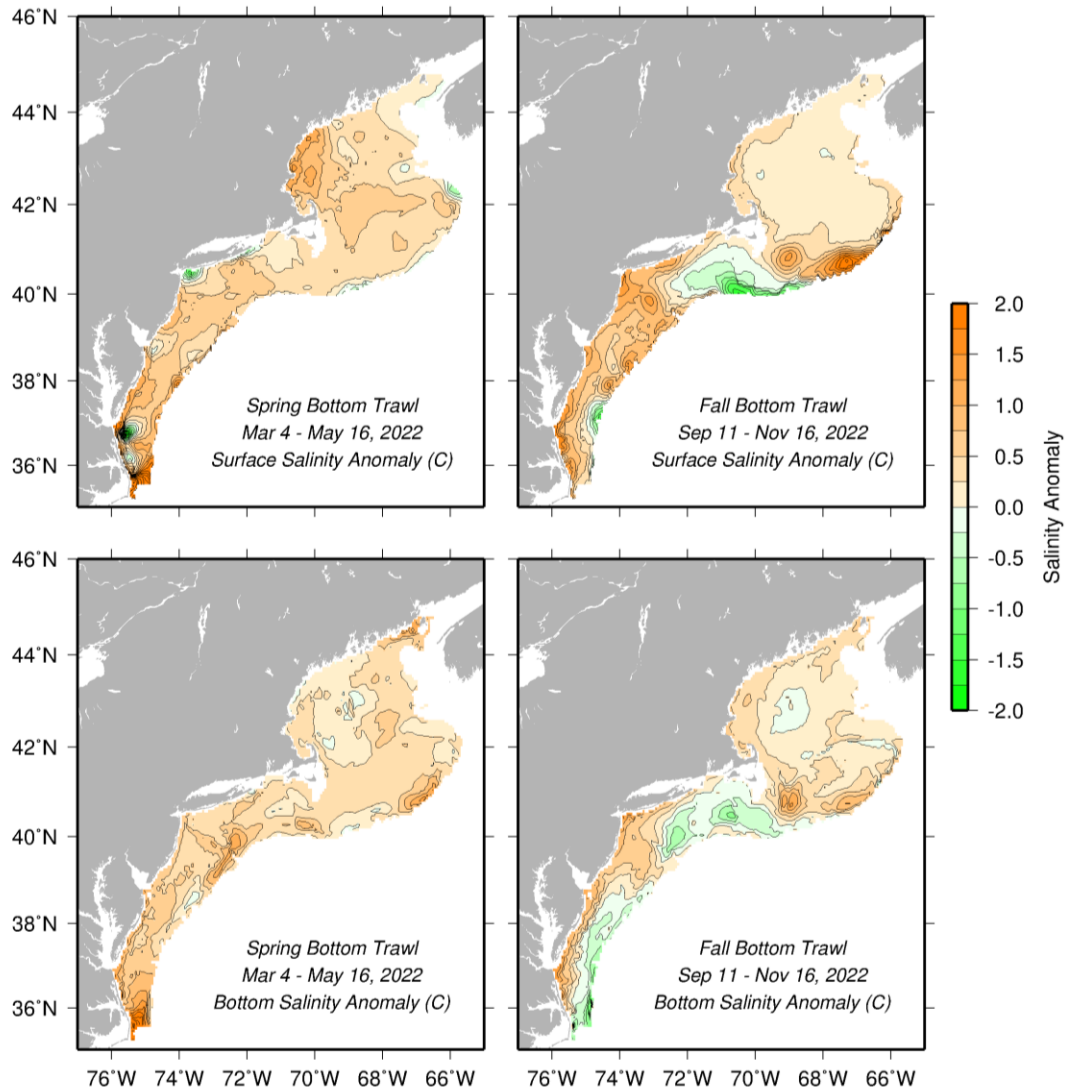 46˚N
44˚N
42˚N
40˚N
38˚N
36˚N
Spring Bottom Trawl
Mar 4 - May 16, 2022
Surface Salinity Anomaly (C)
Fall Bottom Trawl
Sep 11 - Nov 16, 2022
Surface Salinity Anomaly (C)
46˚N
44˚N
42˚N
40˚N
38˚N
36˚N
Spring Bottom Trawl
Mar 4 - May 16, 2022
Bottom Salinity Anomaly (C)
76˚W 74˚W 72˚W 70˚W 68˚W 66˚W
Fall Bottom Trawl
Sep 11 - Nov 16, 2022
Bottom Salinity Anomaly (C)
76˚W 74˚W 72˚W 70˚W 68˚W 66˚W
2.0
1.5
1.0
0.5
0.0
-0.5
-1.0
-1.5
-2.0
Salinity Anomaly